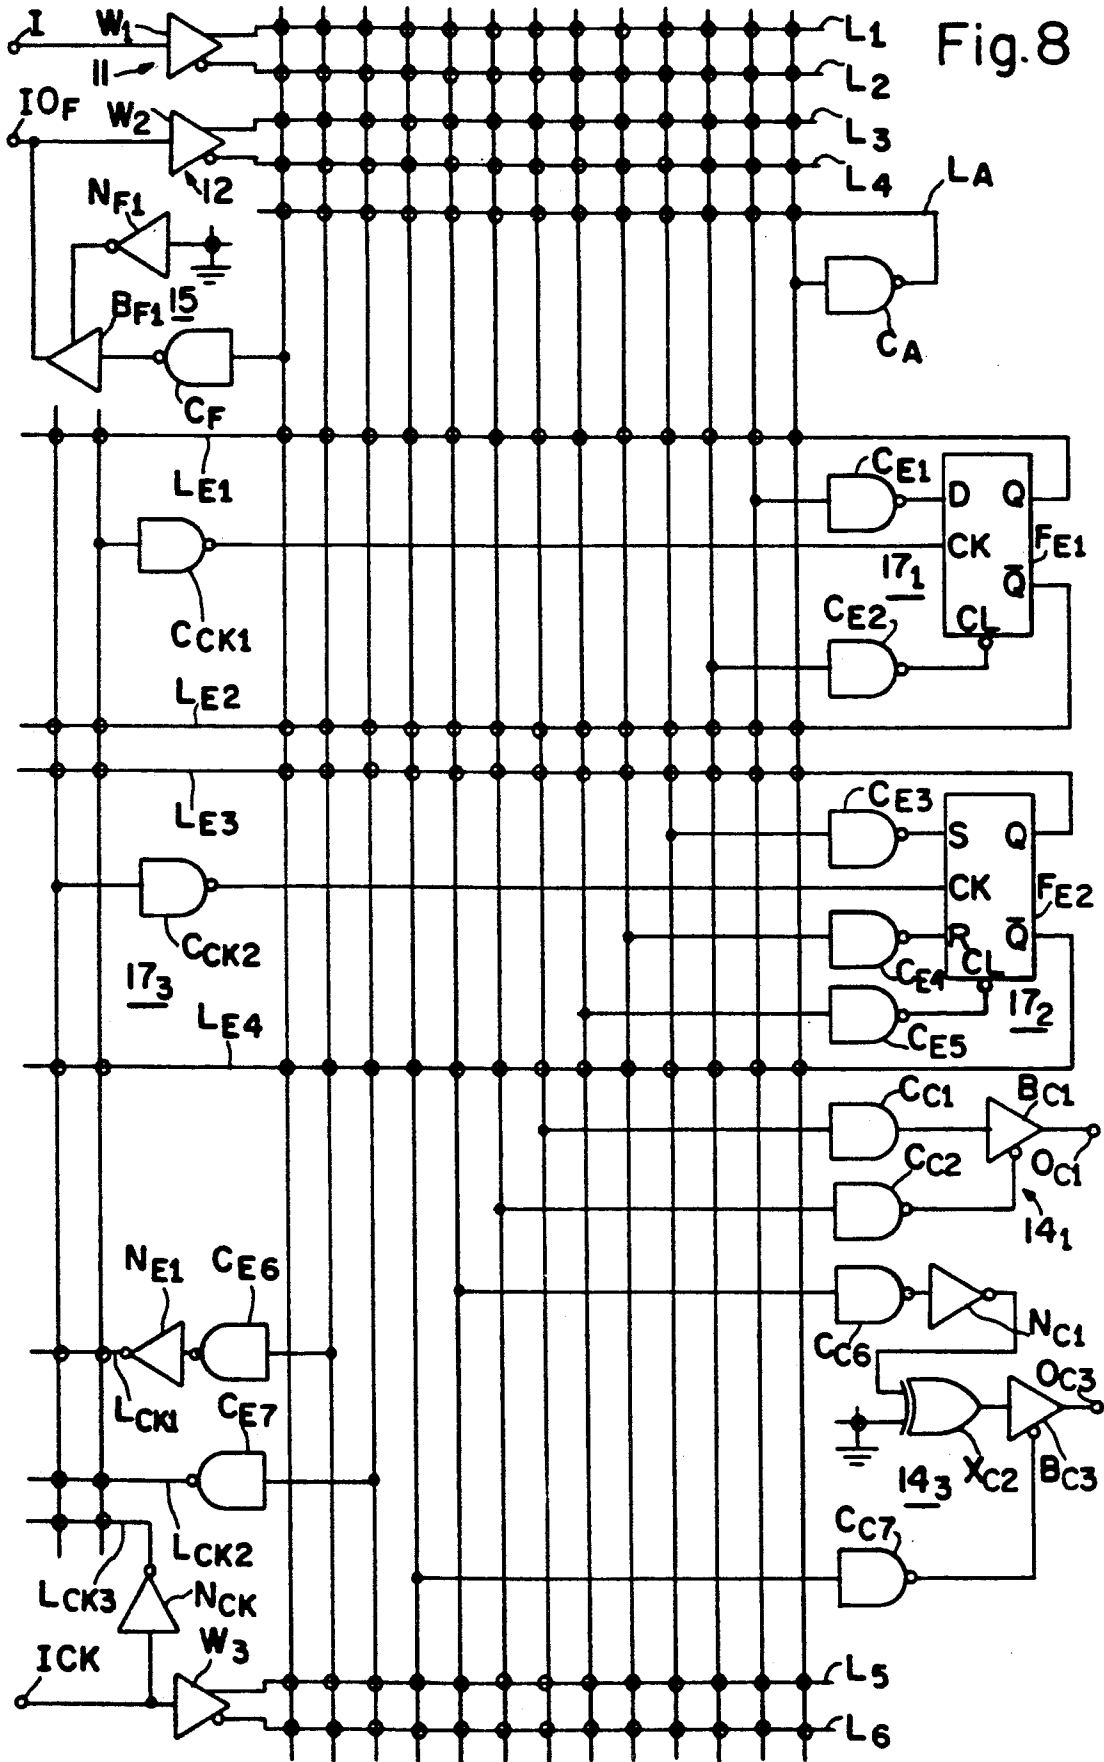 I
W1
L1
Fig.8
11
L2
IOF
W2
L3
12
L4
LA
NF1
BF1
15
CA
CF
LE1
CE1
D
Q
CK
FE1
17₁
Q̅
CCK1
CE2
CL
LE2
LE3
CE3
S
Q
CK
FE2
CCK2
R
Q̅
CE4
CL
17₃
17₂
LE4
CE5
CC1
BC1
CC2
OC1
14₁
NE1
CE6
NC1
CC6
OC3
LCK1
CE7
XC2
BC3
14₃
LCK2
CC7
LCK3
NCK
ICK
W3
L5
L6